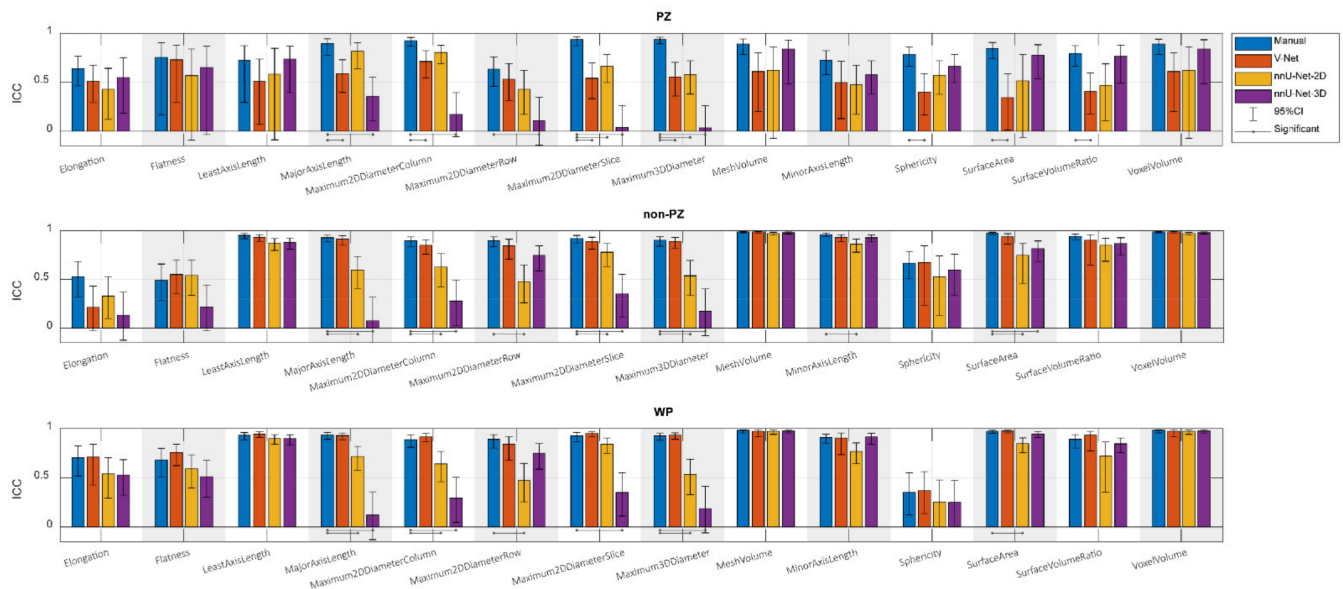 PZ
1
0.5
0
ICC
Elongation
Flatness
LeastAxisLength
MajorAxisLength
Maximum2DDiameterColumn
Maximum2DDiameterRow
Maximum2DDiameterSlice
Maximum3DDiameter
MeshVolume
MinorAxisLength
Sphericity
SurfaceArea
SurfaceVolumeRatio
VoxelVolume
Manual
V-Net
nnU-Net-2D
nnU-Net-3D
95%CI
Significant
non-PZ
1
0.5
0
ICC
Elongation
Flatness
LeastAxisLength
MajorAxisLength
Maximum2DDiameterColumn
Maximum2DDiameterRow
Maximum2DDiameterSlice
Maximum3DDiameter
MeshVolume
MinorAxisLength
Sphericity
SurfaceArea
SurfaceVolumeRatio
VoxelVolume
WP
1
0.5
0
ICC
Elongation
Flatness
LeastAxisLength
MajorAxisLength
Maximum2DDiameterColumn
Maximum2DDiameterRow
Maximum2DDiameterSlice
Maximum3DDiameter
MeshVolume
MinorAxisLength
Sphericity
SurfaceArea
SurfaceVolumeRatio
VoxelVolume